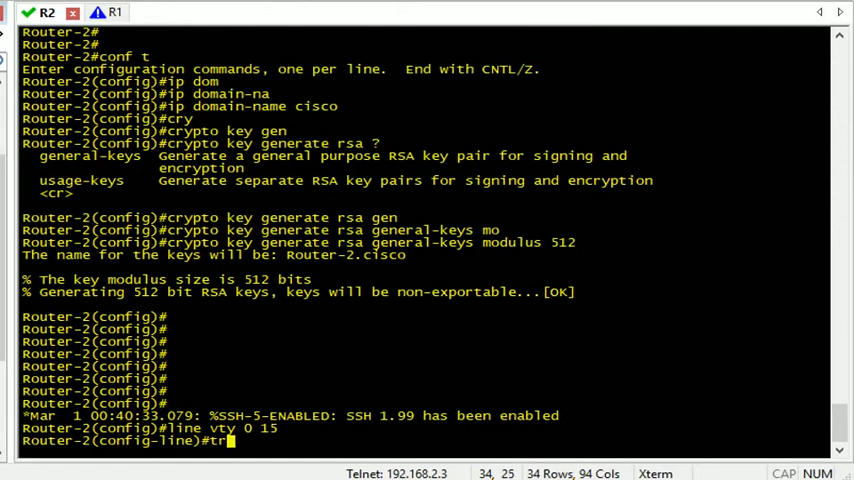 R2
R1
Router-2#
Router-2#
Router-2#conf t
Enter configuration commands, one per line.  End with CNTL/Z.
Router-2(config)#ip dom
Router-2(config)#ip domain-na
Router-2(config)#ip domain-name cisco
Router-2(config)#cry
Router-2(config)#crypto key gen
Router-2(config)#crypto key generate rsa ?
  general-keys  Generate a general purpose RSA key pair for signing and
                encryption
  usage-keys    Generate separate RSA key pairs for signing and encryption
  <cr>
Router-2(config)#crypto key generate rsa gen
Router-2(config)#crypto key generate rsa general-keys mo
Router-2(config)#crypto key generate rsa general-keys modulus 512
The name for the keys will be: Router-2.cisco
% The key modulus size is 512 bits
% Generating 512 bit RSA keys, keys will be non-exportable...[OK]
Router-2(config)#
Router-2(config)#
Router-2(config)#
Router-2(config)#
Router-2(config)#
Router-2(config)#
Router-2(config)#
Router-2(config)#
*Mar  1 00:40:33.079: %SSH-5-ENABLED: SSH 1.99 has been enabled
Router-2(config)#line vty 0 15
Router-2(config-line)#tr
Telnet: 192.168.2.3 34, 25 34 Rows, 94 Cols Xterm CAP NUM